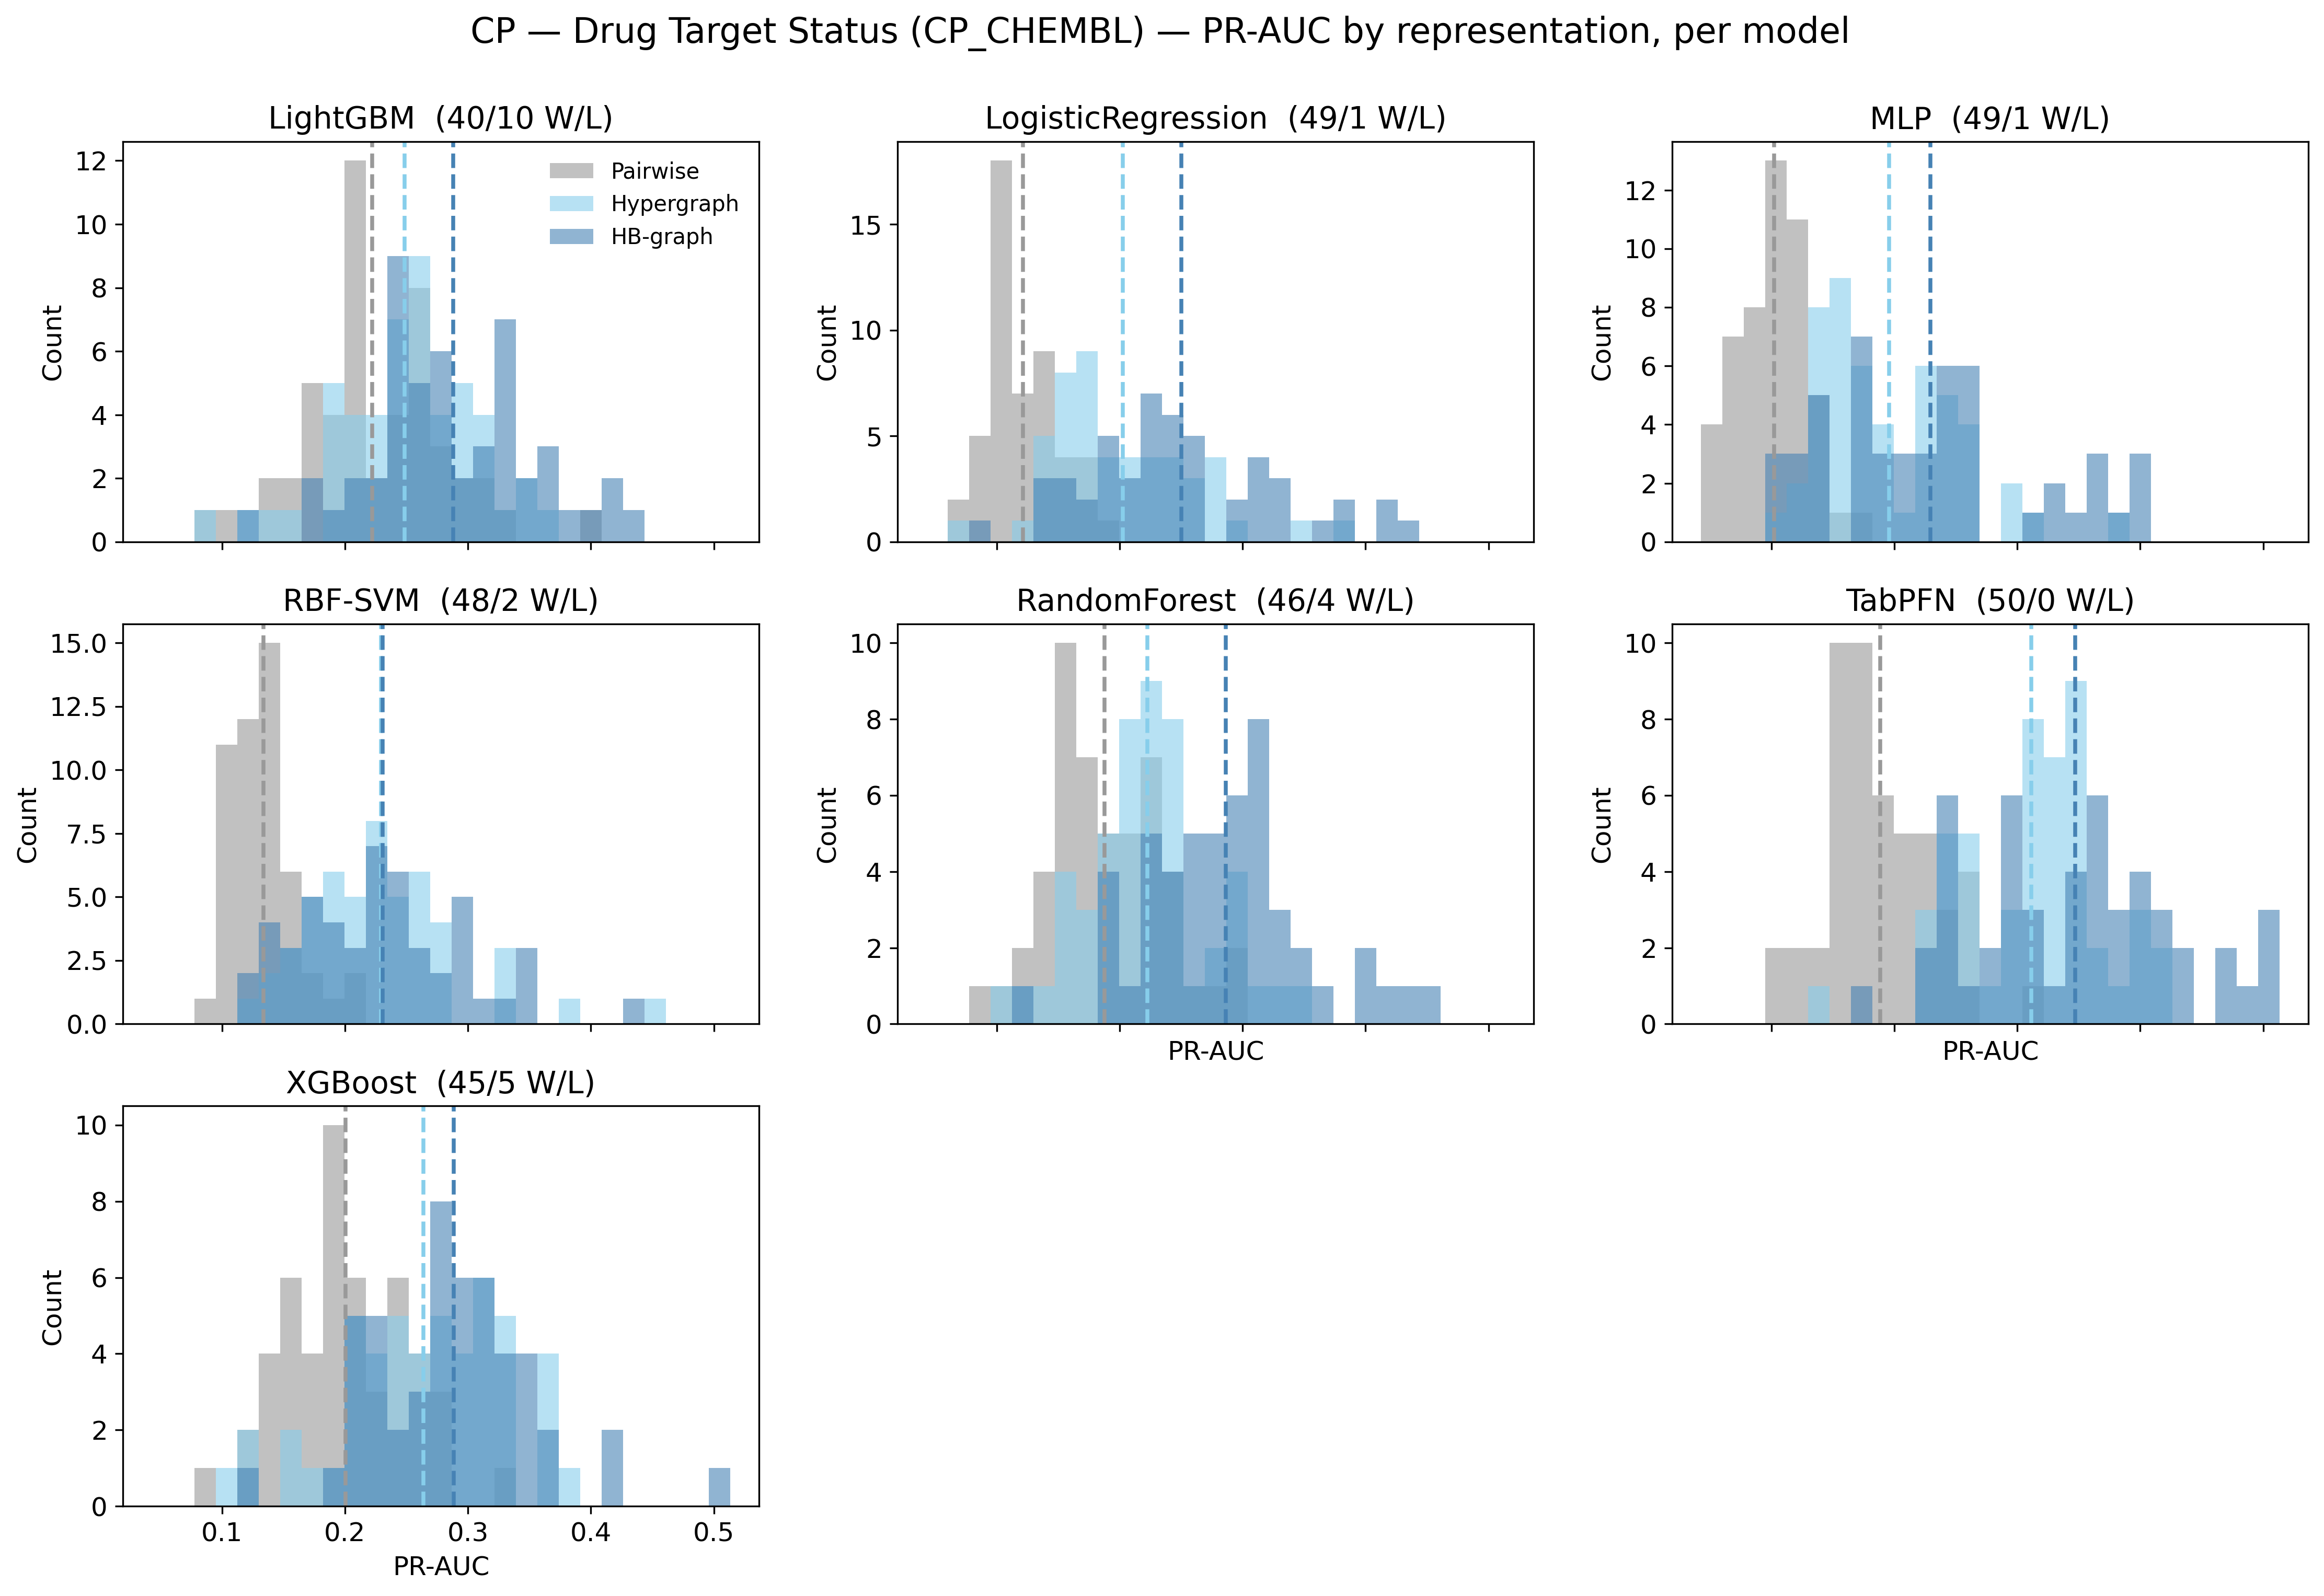 CP — Drug Target Status (CP_CHEMBL) — PR-AUC by representation, per model
LightGBM (40/10 W/L)
12
10
8
6
4
2
0
Count
Pairwise
Hypergraph
HB-graph
LogisticRegression (49/1 W/L)
15
10
5
0
Count
MLP (49/1 W/L)
12
10
8
6
4
2
0
Count
RBF-SVM (48/2 W/L)
15.0
12.5
10.0
7.5
5.0
2.5
0.0
Count
RandomForest (46/4 W/L)
10
8
6
4
2
0
Count
PR-AUC
TabPFN (50/0 W/L)
10
8
6
4
2
0
Count
PR-AUC
XGBoost (45/5 W/L)
10
8
6
4
2
0
Count
0.1 0.2 0.3 0.4 0.5
PR-AUC